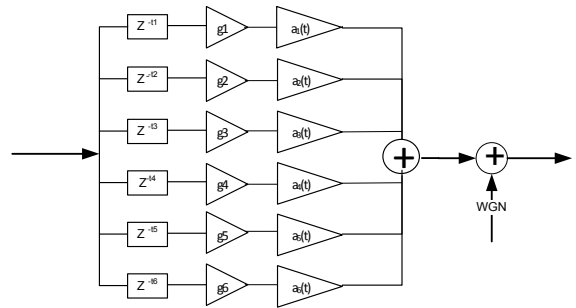 Z⁻ᵗ¹ g1 a₁(t)
Z⁻ᵗ² g2 a₂(t)
Z⁻ᵗ³ g3 a₃(t)
+ +
Z⁻ᵗ⁴ g4 a₄(t)
WGN
Z⁻ᵗ⁵ g5 a₅(t)
Z⁻ᵗ⁶ g6 a₆(t)